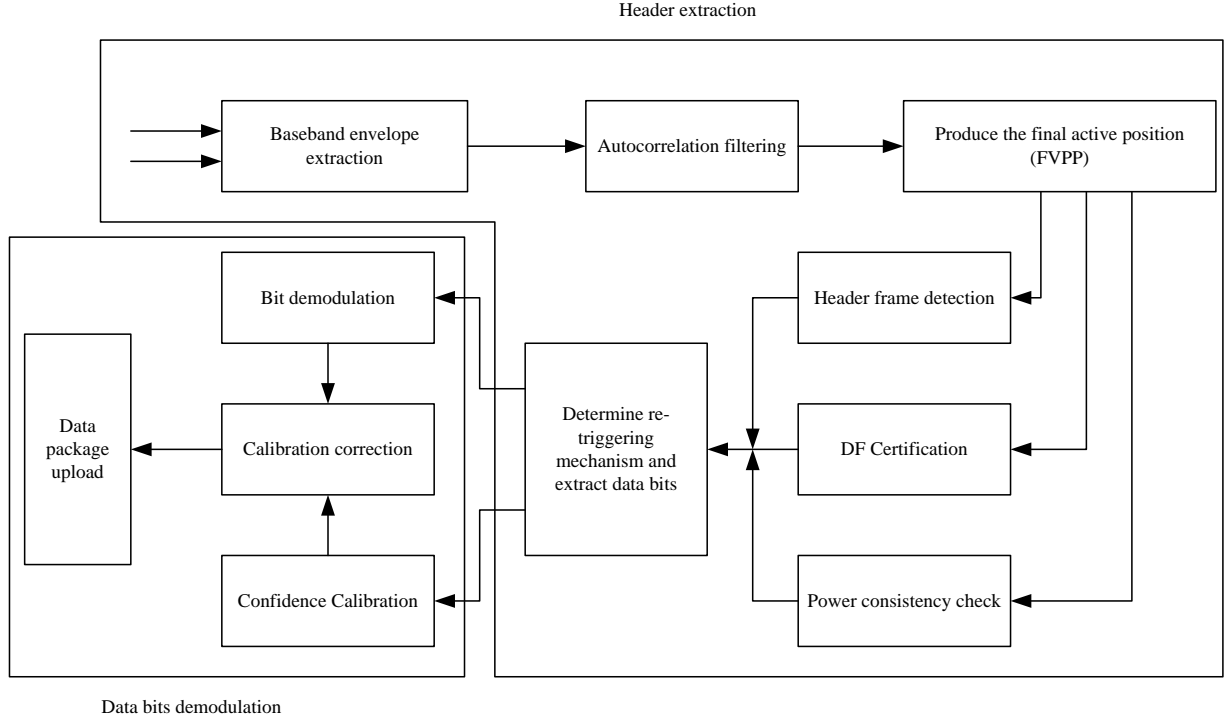 Header extraction
Baseband envelope
extraction
Autocorrelation filtering
Produce the final active position
(FVPP)
Bit demodulation
Header frame detection
Data
package
upload
Calibration correction
Determine re-
triggering
mechanism and
extract data bits
DF Certification
Confidence Calibration
Power consistency check
Data bits demodulation